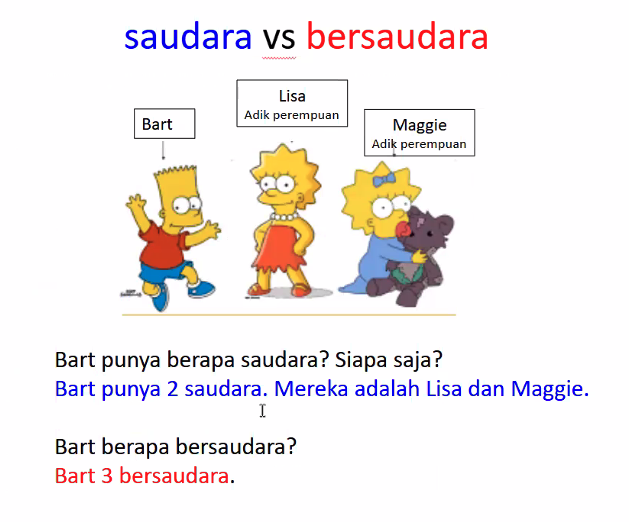 saudara vs bersaudara
Lisa
Adik perempuan
Bart
Maggie
Adik perempuan
Bart punya berapa saudara? Siapa saja?
Bart punya 2 saudara. Mereka adalah Lisa dan Maggie.
Bart berapa bersaudara?
Bart 3 bersaudara.